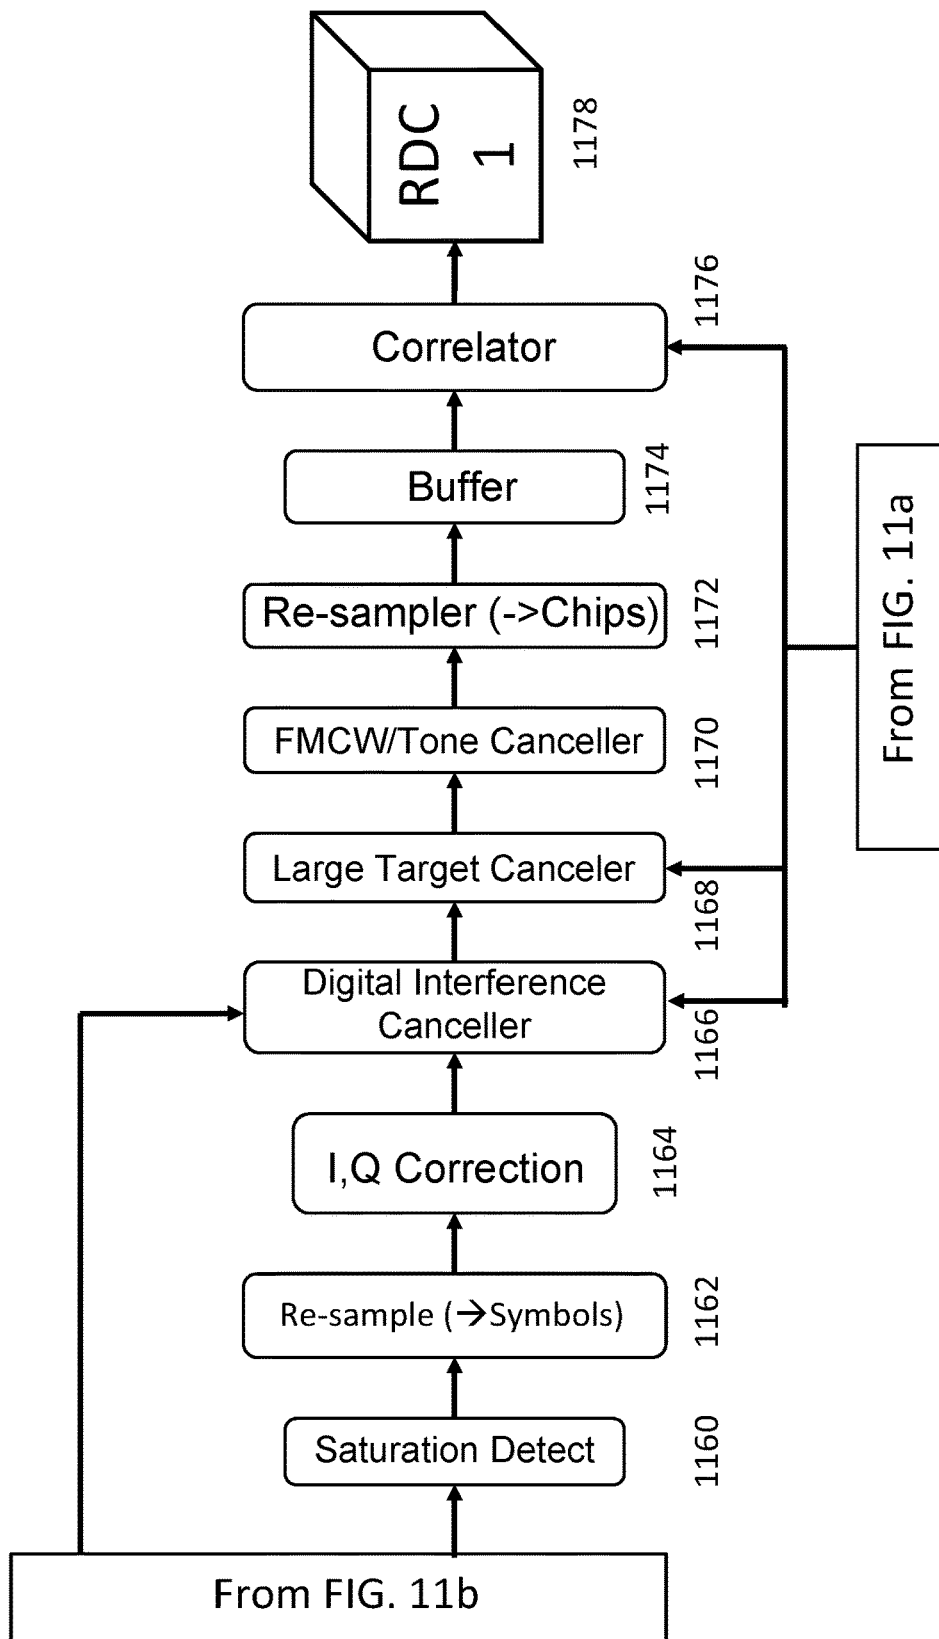 RDC
1
1178
Correlator
1176
Buffer
1174
Re-sampler (->Chips)
1172
FMCW/Tone Canceller
1170
Large Target Canceler
1168
Digital Interference
Canceller
1166
I,Q Correction
1164
Re-sample (→Symbols)
1162
Saturation Detect
1160
From FIG. 11b
From FIG. 11a